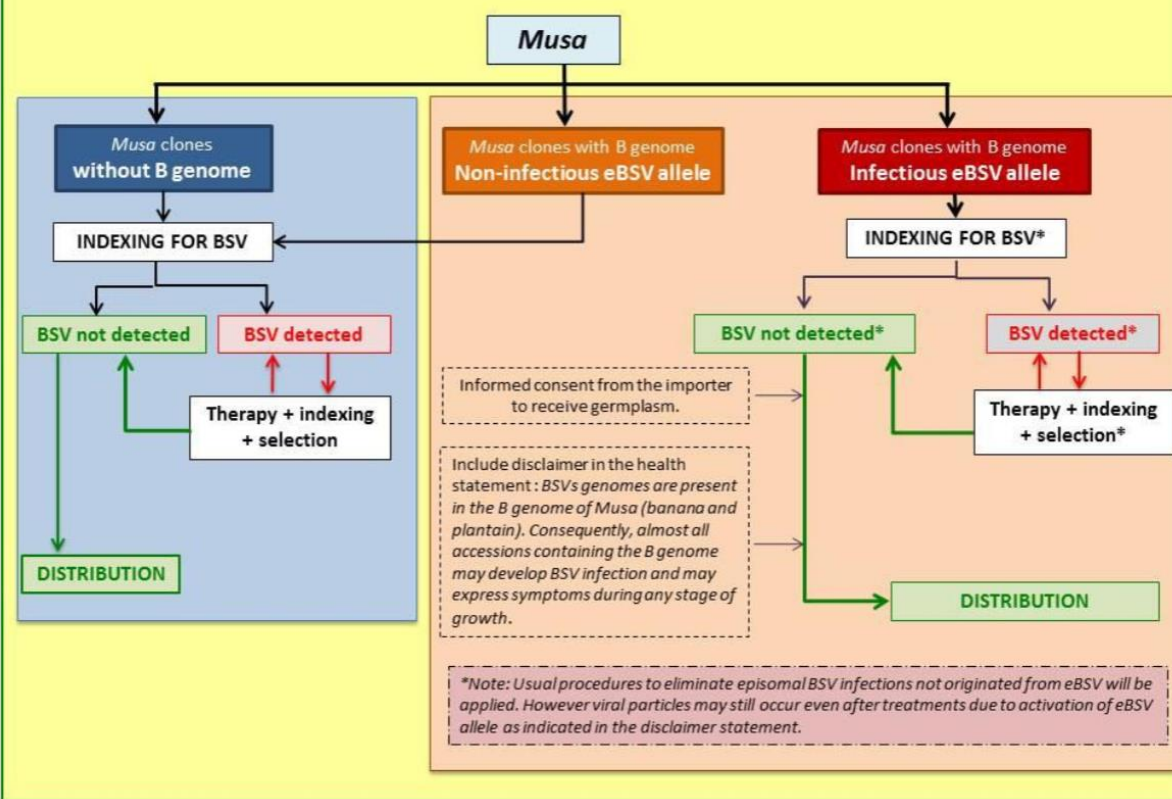 Musa
Musa clones
without B genome
Musa clones with B genome
Non-infectious eBSV allele
Musa clones with B genome
Infectious eBSV allele
INDEXING FOR BSV
INDEXING FOR BSV*
BSV not detected
BSV detected
BSV not detected*
BSV detected*
Therapy + indexing
+ selection
Informed consent from the importer
to receive germplasm.
Therapy + indexing
+ selection*
Include disclaimer in the health
statement : BSVs genomes are present
in the B genome of Musa (banana and
plantain). Consequently, almost all
accessions containing the B genome
may develop BSV infection and may
express symptoms during any stage of
growth.
DISTRIBUTION
DISTRIBUTION
*Note: Usual procedures to eliminate episomal BSV infections not originated from eBSV will be
applied. However viral particles may still occur even after treatments due to activation of eBSV
allele as indicated in the disclaimer statement.